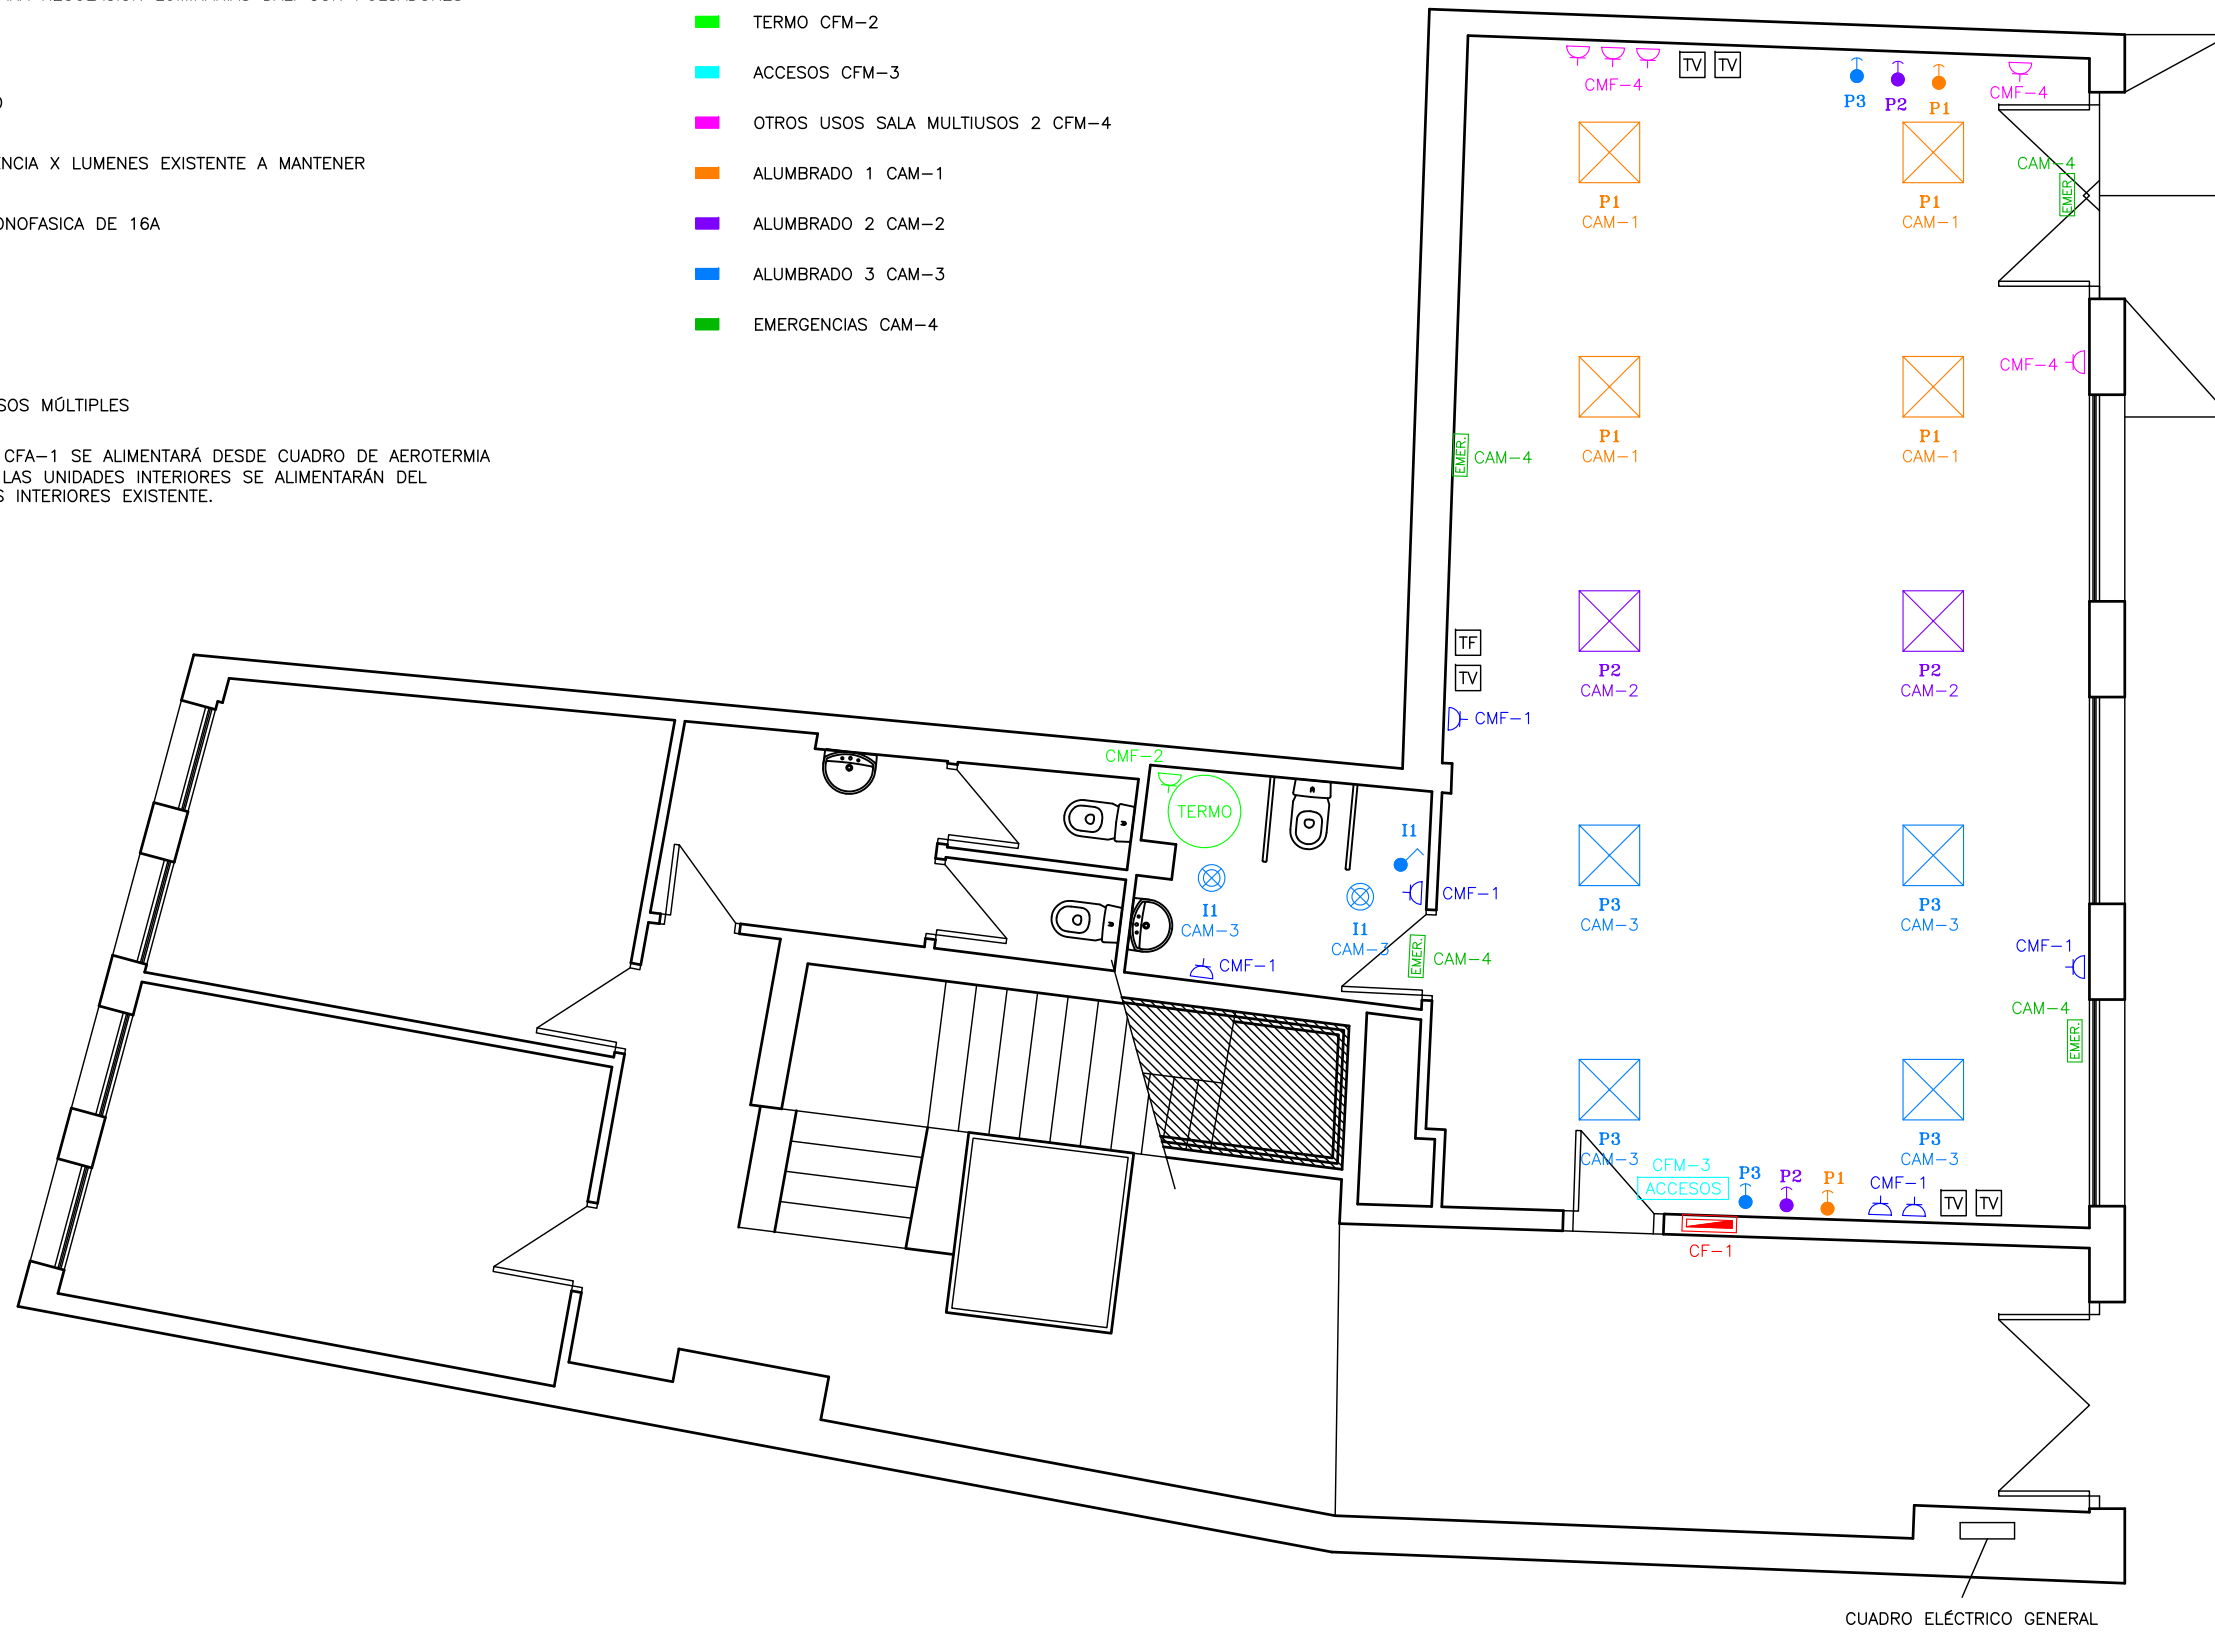 TERMO CFM-2
ACCESOS CFM-3
OTROS USOS SALA MULTIUSOS 2 CFM-4
ENCIA X LUMENES EXISTENTE A MANTENER
ALUMBRADO 1 CAM-1
ONOFASICA DE 16A
ALUMBRADO 2 CAM-2
ALUMBRADO 3 CAM-3
EMERGENCIAS CAM-4
SOS MÚLTIPLES
CFA-1 SE ALIMENTARÁ DESDE CUADRO DE AEROTERMIA
LAS UNIDADES INTERIORES SE ALIMENTARÁN DEL
S INTERIORES EXISTENTE.
TV TV
CMF-4
P3 P2 P1
CMF-4
P1
CAM-1
P1
CAM-1
CAM-4
EMER.
CMF-4
P1
CAM-1
P1
CAM-1
EMER.
CAM-4
TF
TV
P2
CAM-2
P2
CAM-2
CMF-1
CMF-2
TERMO
I1
CMF-1
I1
CAM-3
I1
CAM-3
CMF-1
EMER.
CAM-4
P3
CAM-3
P3
CAM-3
CMF-1
CAM-4
EMER.
P3
CAM-3
P3
CAM-3
CFM-3
ACCESOS
P3 P2 P1
CMF-1
TV TV
CF-1
CUADRO ELÉCTRICO GENERAL